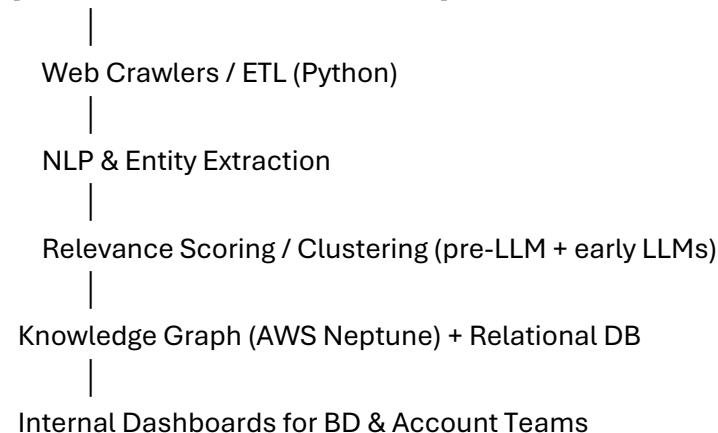 Web Crawlers / ETL (Python)
NLP & Entity Extraction
Relevance Scoring / Clustering (pre-LLM + early LLMs)
Knowledge Graph (AWS Neptune) + Relational DB
Internal Dashboards for BD & Account Teams